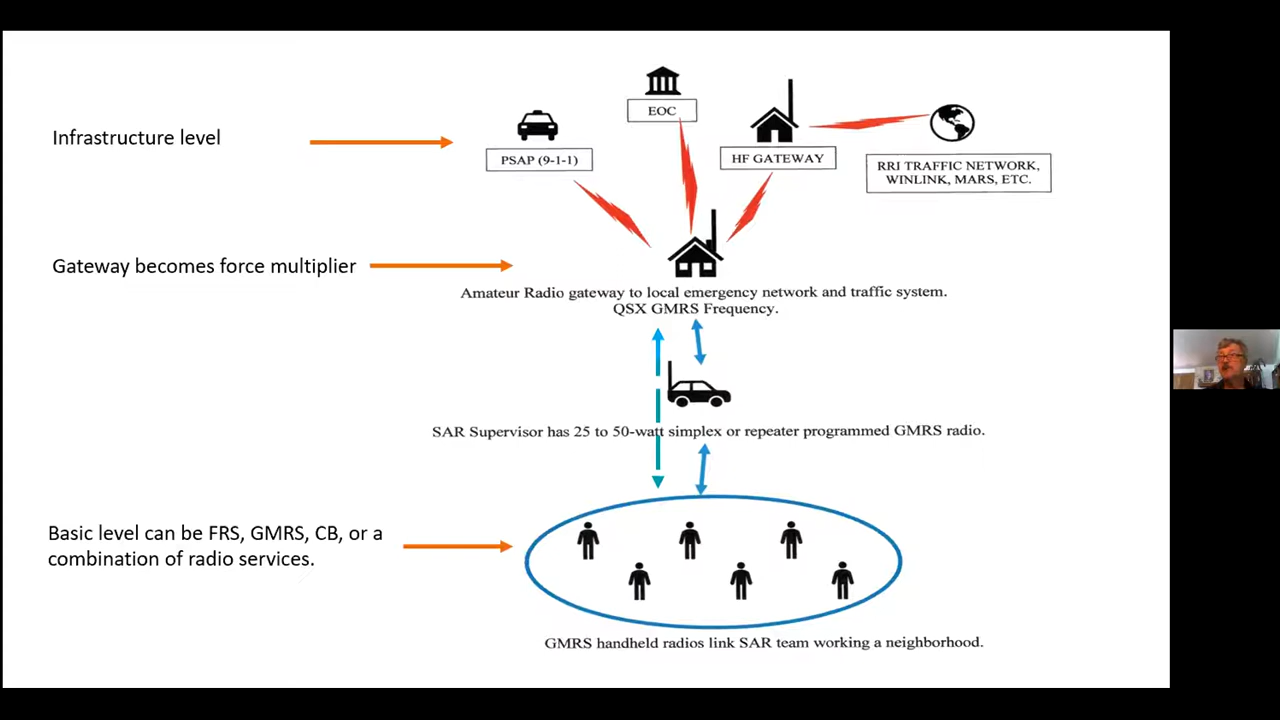 EOC
Infrastructure level
PSAP (9-1-1)
HF GATEWAY
RRI TRAFFIC NETWORK,
WINLINK, MARS, ETC.
Gateway becomes force multiplier
Amateur Radio gateway to local emergency network and traffic system.
QSX GMRS Frequency.
SAR Supervisor has 25 to 50-watt simplex or repeater programmed GMRS radio.
Basic level can be FRS, GMRS, CB, or a
combination of radio services.
GMRS handheld radios link SAR team working a neighborhood.